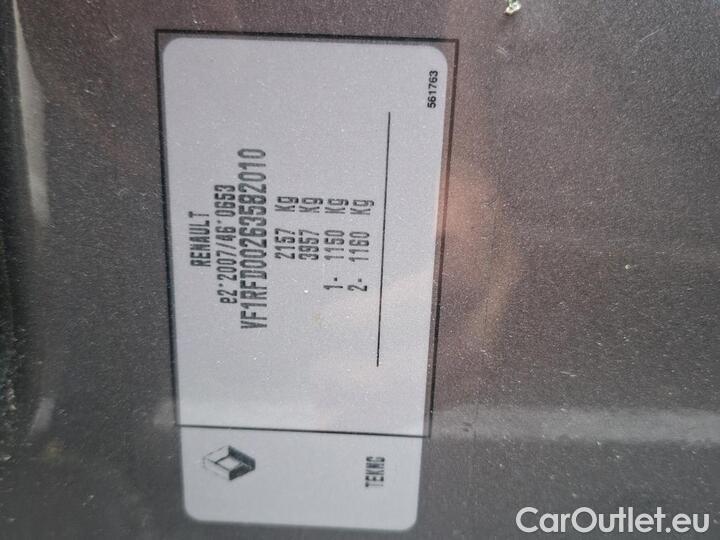 RENAULT
e2*2007/46*0653
VF1RFD00263582010
2157 Kg
3957 Kg
1- 1150 Kg
2- 1160 Kg
561763
TEKNG
CarOutlet.eu